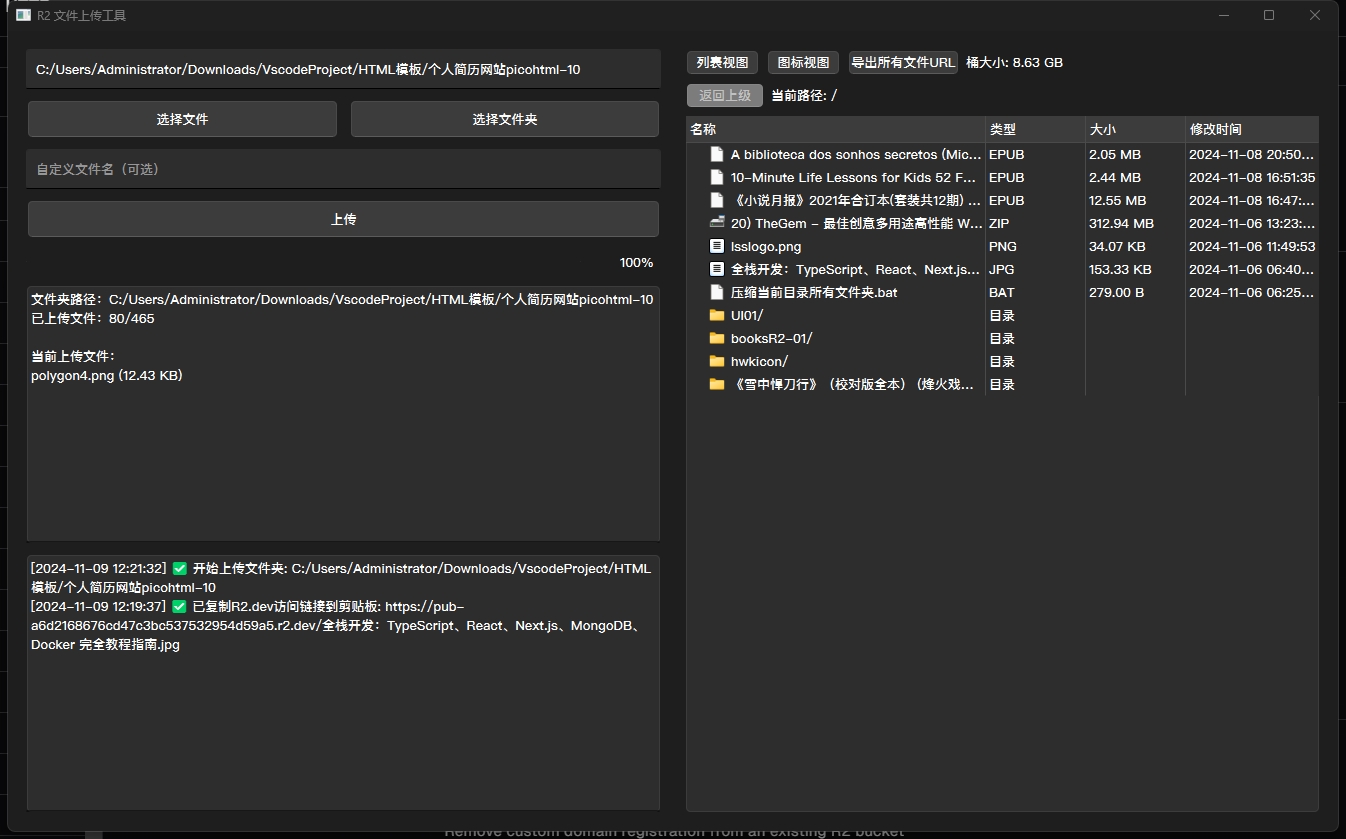 R2 文件上传工具
C:/Users/Administrator/Downloads/VscodeProject/HTML模板/个人简历网站picohtml-10
选择文件
选择文件夹
自定义文件名（可选）
上传
100%
文件夹路径：C:/Users/Administrator/Downloads/VscodeProject/HTML模板/个人简历网站picohtml-10
已上传文件：80/465
当前上传文件：
polygon4.png (12.43 KB)
[2024-11-09 12:21:32] ✅ 开始上传文件夹: C:/Users/Administrator/Downloads/VscodeProject/HTML
模板/个人简历网站picohtml-10
[2024-11-09 12:19:37] ✅ 已复制R2.dev访问链接到剪贴板: https://pub-
a6d2168676cd47c3bc537532954d59a5.r2.dev/全栈开发：TypeScript、React、Next.js、MongoDB、
Docker 完全教程指南.jpg
列表视图 图标视图 导出所有文件URL 桶大小: 8.63 GB
返回上级 当前路径: /
名称 类型 大小 修改时间
A biblioteca dos sonhos secretos (Mic... EPUB 2.05 MB 2024-11-08 20:50...
10-Minute Life Lessons for Kids 52 F... EPUB 2.44 MB 2024-11-08 16:51:35
《小说月报》2021年合订本(套装共12期) ... EPUB 12.55 MB 2024-11-08 16:47:...
20) TheGem - 最佳创意多用途高性能 W... ZIP 312.94 MB 2024-11-06 13:23:...
lsslogo.png PNG 34.07 KB 2024-11-06 11:49:53
全栈开发：TypeScript、React、Next.js... JPG 153.33 KB 2024-11-06 06:40...
压缩当前目录所有文件夹.bat BAT 279.00 B 2024-11-06 06:25...
UI01/ 目录
booksR2-01/ 目录
hwkicon/ 目录
《雪中悍刀行》（校对版全本）（烽火戏... 目录
Remove custom domain registration from an existing R2 bucket